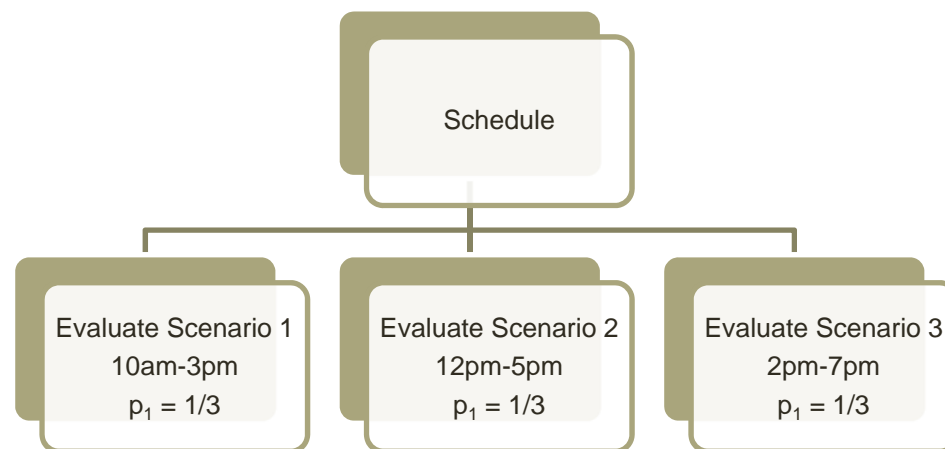 Schedule
Evaluate Scenario 1
10am-3pm
p₁ = 1/3
Evaluate Scenario 2
12pm-5pm
p₁ = 1/3
Evaluate Scenario 3
2pm-7pm
p₁ = 1/3